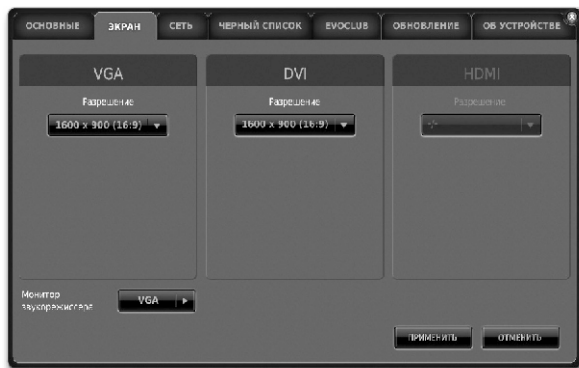 ОСНОВНЫЕ ЭКРАН СЕТЬ ЧЕРНЫЙ СПИСОК EVOCLUB ОБНОВЛЕНИЕ ОБ УСТРОЙСТВЕ
VGA DVI HDMI
Разрешение Разрешение Разрешение
1600 x 900 (16:9) 1600 x 900 (16:9) -/-
Монитор VGA
звукорежиссера
ПРИМЕНИТЬ ОТМЕНИТЬ